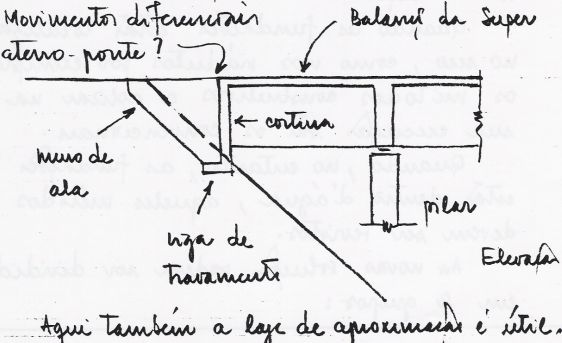 Movimentos diferenciais
aterro-ponte?
Balanço da Super
cortina
muro de
ala
viga de
travamento
pilar
Elevação
Aqui também a laje de aproximação é útil.